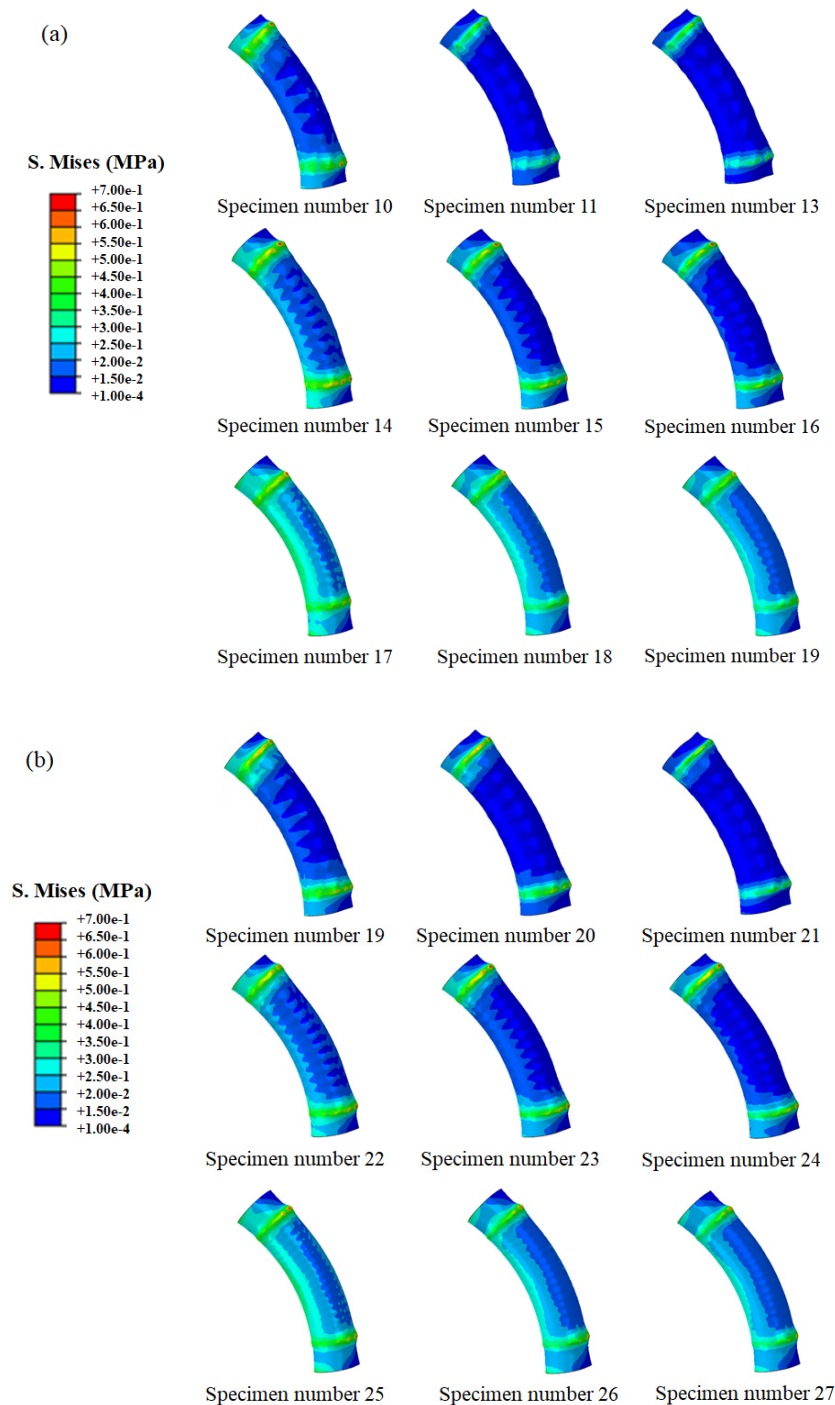 (a)
S. Mises (MPa)
+7.00e-1
+6.50e-1
+6.00e-1
+5.50e-1
+5.00e-1
+4.50e-1
+4.00e-1
+3.50e-1
+3.00e-1
+2.50e-1
+2.00e-2
+1.50e-2
+1.00e-4
Specimen number 10
Specimen number 11
Specimen number 13
Specimen number 14
Specimen number 15
Specimen number 16
Specimen number 17
Specimen number 18
Specimen number 19
(b)
S. Mises (MPa)
+7.00e-1
+6.50e-1
+6.00e-1
+5.50e-1
+5.00e-1
+4.50e-1
+4.00e-1
+3.50e-1
+3.00e-1
+2.50e-1
+2.00e-2
+1.50e-2
+1.00e-4
Specimen number 19
Specimen number 20
Specimen number 21
Specimen number 22
Specimen number 23
Specimen number 24
Specimen number 25
Specimen number 26
Specimen number 27